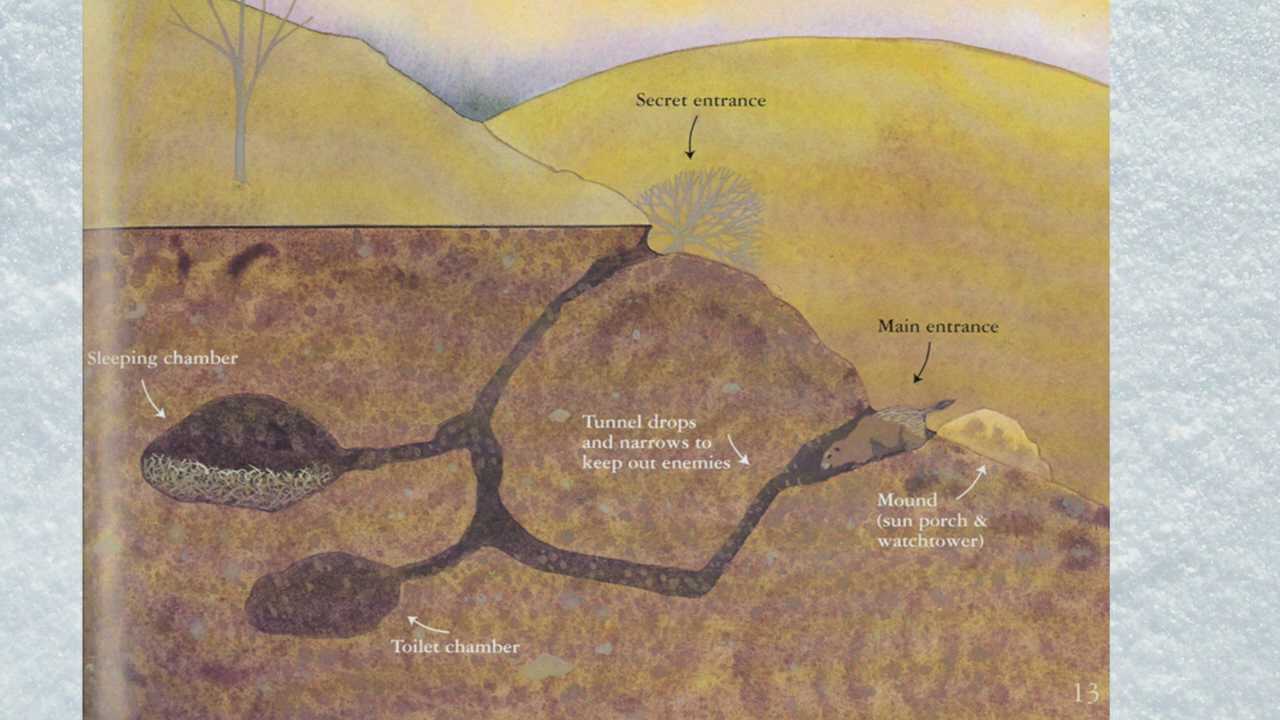 Secret entrance
Main entrance
Sleeping chamber
Tunnel drops
and narrows to
keep out enemies
Mound
(sun porch &
watchtower)
Toilet chamber
13